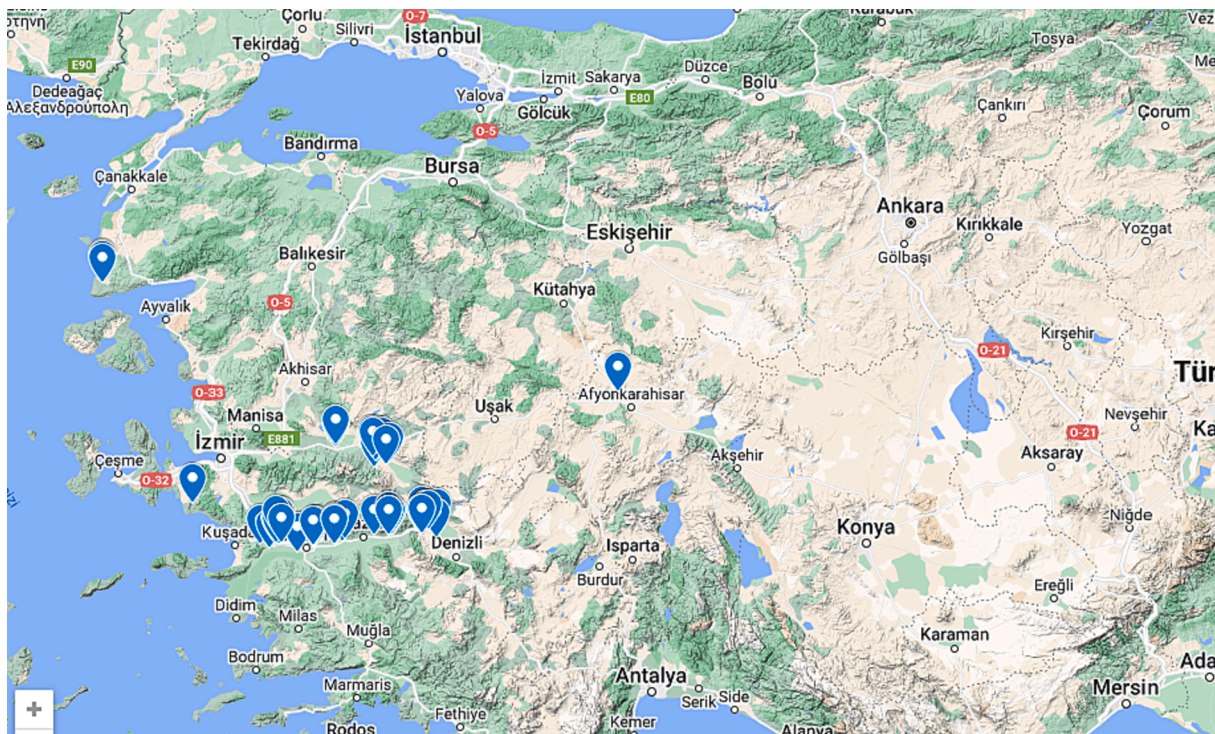 οτηνή
Çorlu
O-7
Karabük
Vez
Silivri
İstanbul
Tekirdağ
Tosya
E90
Düzce
Me
İzmit
Sakarya
Bolu
Dedeağaç
Αλεξανδρούπολη
Yalova
E80
Gölcük
Çankırı
Çorum
O-5
Bandırma
Bursa
Çanakkale
Ankara
Kırıkkale
Yozgat
Eskişehir
Balıkesir
Gölbaşı
Kütahya
O-5
Ayvalık
Kırşehir
O-21
Türk
Akhisar
O-33
Afyonkarahisar
Uşak
Nevşehir
Manisa
İzmir
E881
O-21
Ka
Aksaray
Çeşme
Akşehir
O-32
Niğde
Konya
Kuşada
Denizli
Isparta
Burdur
Ereğli
Didim
Milas
Muğla
Karaman
Bodrum
Antalya
Ada
Marmaris
Serik
Side
Mersin
Fethiye
Kemer
Rodos
Alanya
+